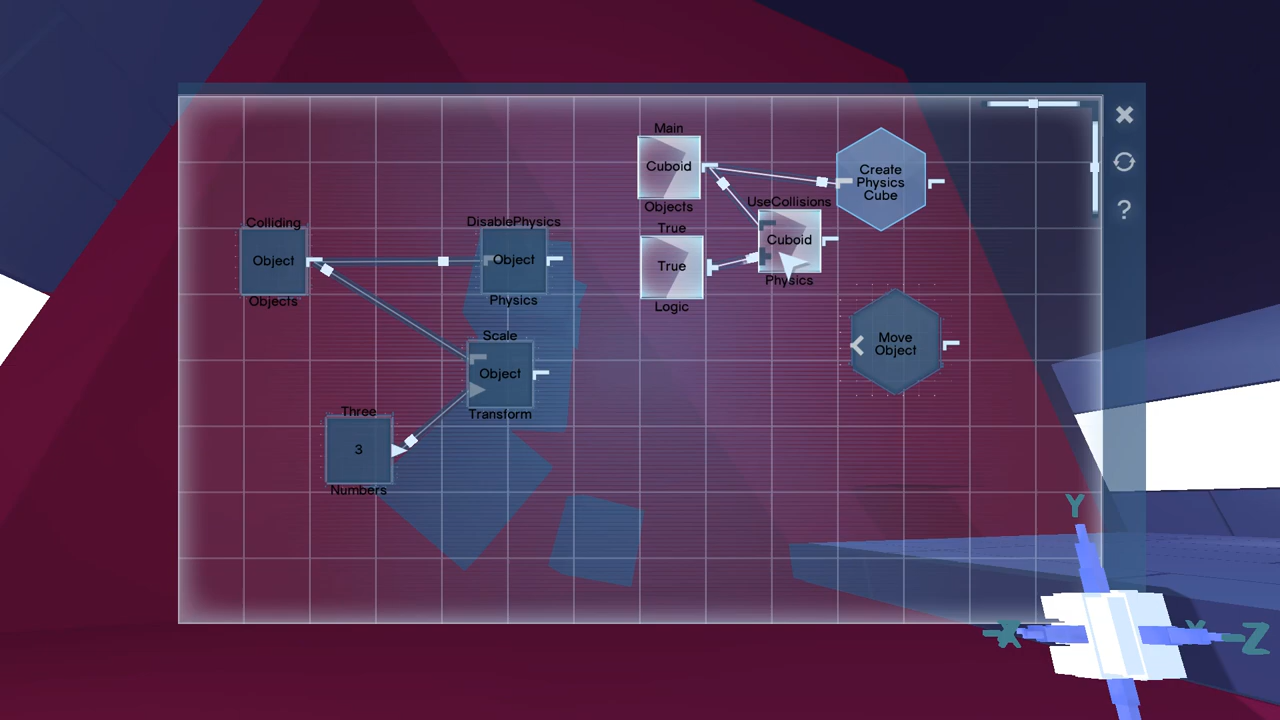 Main
Cuboid
Objects
Create
Physics
Cube
UseCollisions
Cuboid
Physics
True
True
Logic
Colliding
Object
Objects
DisablePhysics
Object
Physics
Scale
Object
Transform
Three
3
Numbers
Move
Object
?
Y
X
Y
Z